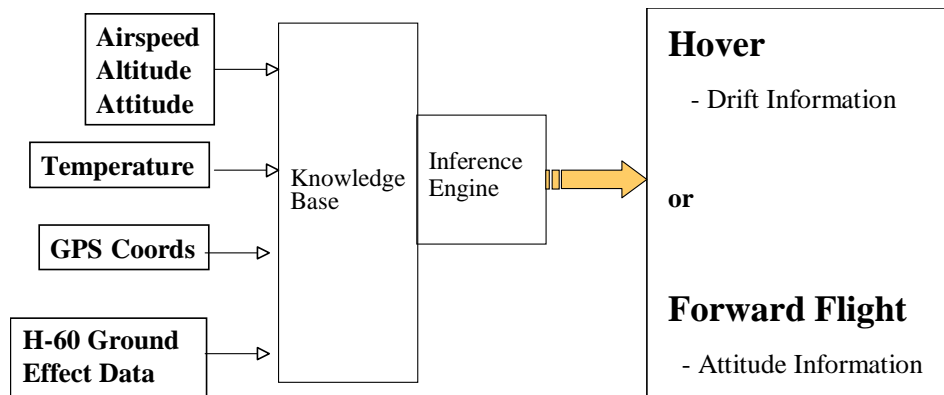 Airspeed
Altitude
Attitude
Temperature
GPS Coords
H-60 Ground
Effect Data
Knowledge
Base
Inference
Engine
Hover
- Drift Information
or
Forward Flight
- Attitude Information